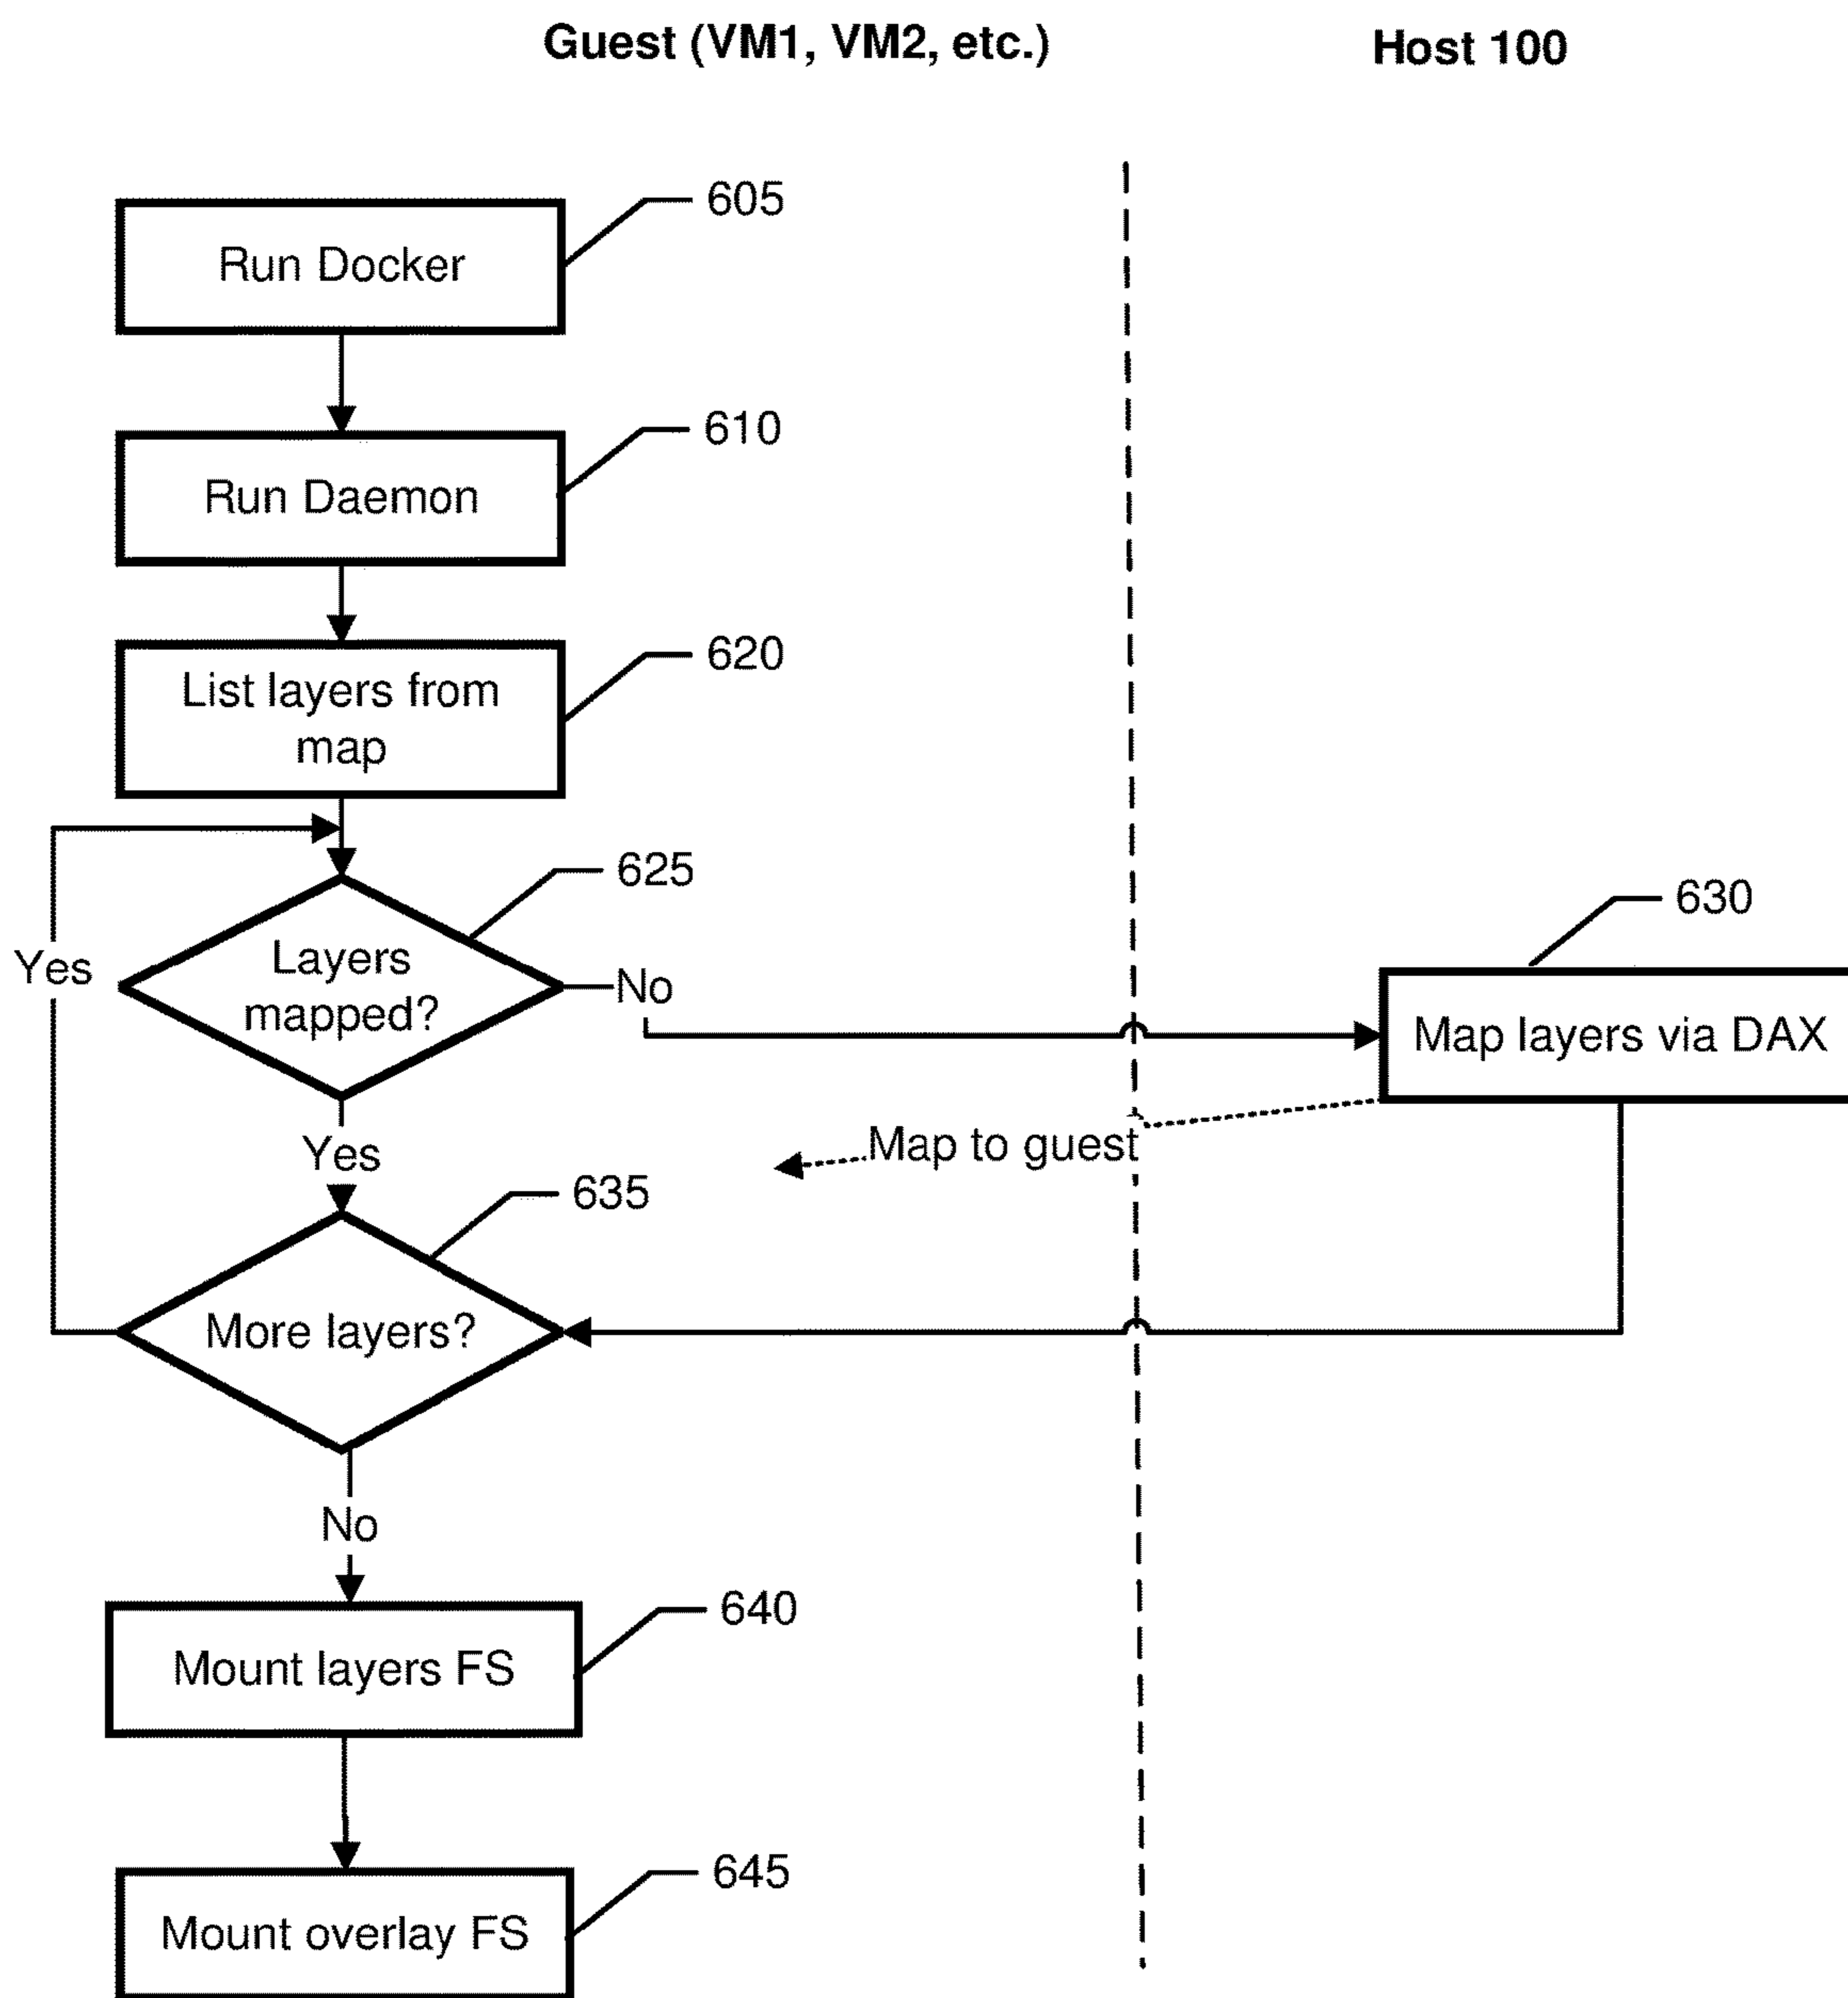 Guest (VM1, VM2, etc.)
Host 100
605
Run Docker
610
Run Daemon
620
List layers from
map
625
Layers
mapped?
Yes
No
630
Map layers via DAX
Map to guest
Yes
635
More layers?
No
640
Mount layers FS
645
Mount overlay FS